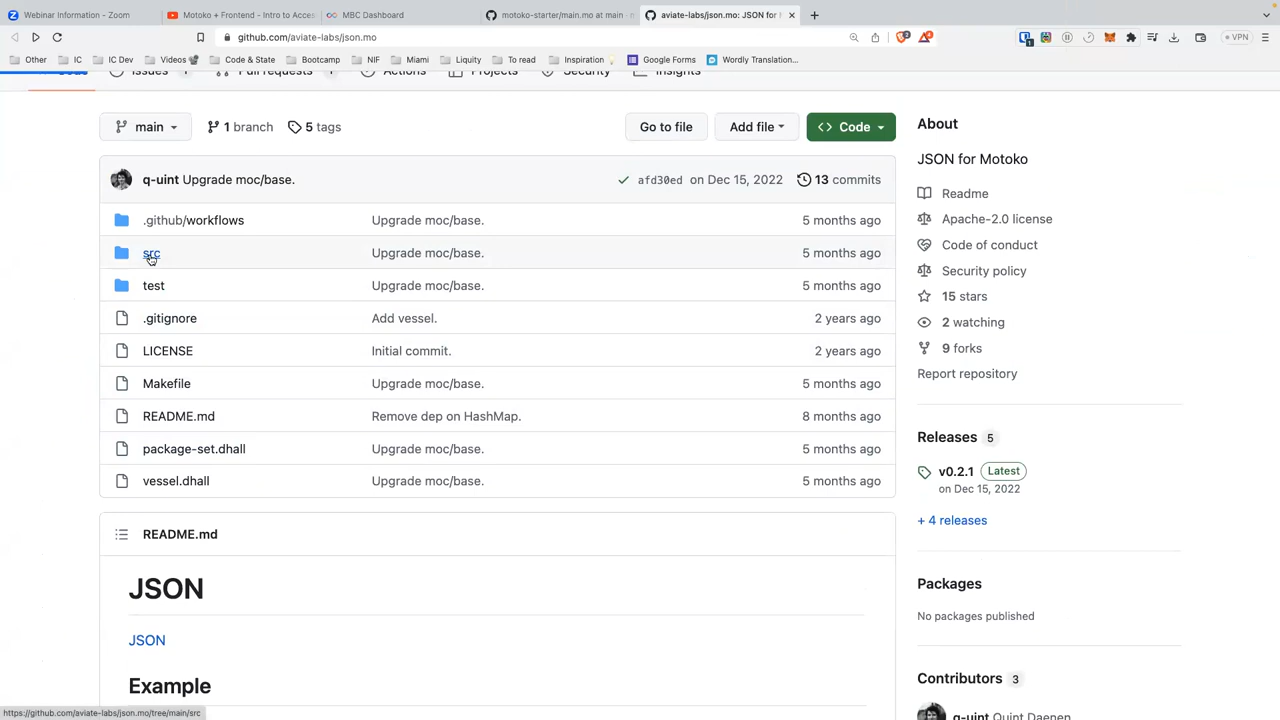 Webinar Information - Zoom
Motoko + Frontend - Intro to Acces
MBC Dashboard
motoko-starter/main.mo at main ·
aviate-labs/json.mo: JSON for M
github.com/aviate-labs/json.mo
VPN
Other
IC
IC Dev
Videos
Code & State
Bootcamp
NIF
Miami
Liquity
To read
Inspiration
Google Forms
Wordly Translation...
Code
Issues
Pull requests
Actions
Projects
Security
Insights
main
1 branch
5 tags
Go to file
Add file
Code
q-uint Upgrade moc/base.
afd30ed on Dec 15, 2022
13 commits
.github/workflows
Upgrade moc/base.
5 months ago
src
Upgrade moc/base.
5 months ago
test
Upgrade moc/base.
5 months ago
.gitignore
Add vessel.
2 years ago
LICENSE
Initial commit.
2 years ago
Makefile
Upgrade moc/base.
5 months ago
README.md
Remove dep on HashMap.
8 months ago
package-set.dhall
Upgrade moc/base.
5 months ago
vessel.dhall
Upgrade moc/base.
5 months ago
README.md
JSON
JSON
Example
About
JSON for Motoko
Readme
Apache-2.0 license
Code of conduct
Security policy
15 stars
2 watching
9 forks
Report repository
Releases 5
v0.2.1 Latest
on Dec 15, 2022
+ 4 releases
Packages
No packages published
Contributors 3
q-uint Quint Daenen
https://github.com/aviate-labs/json.mo/tree/main/src